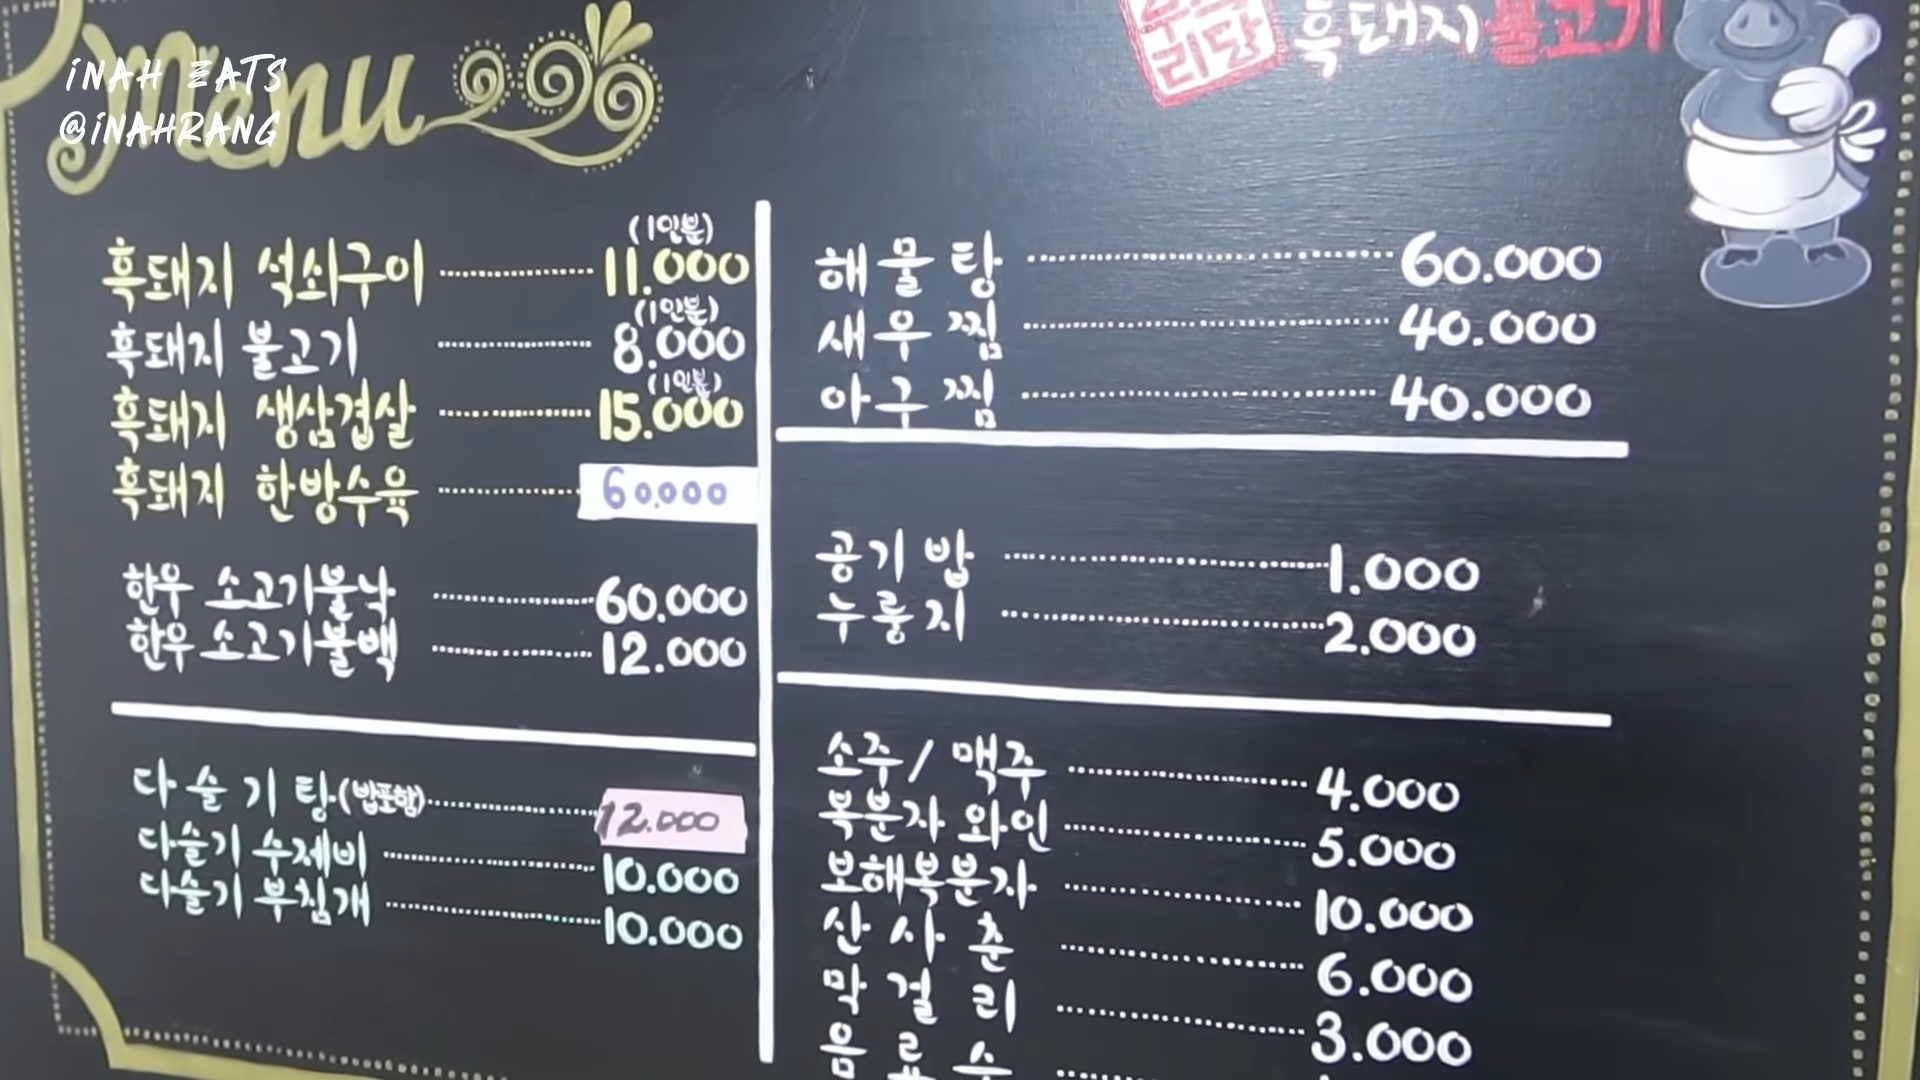 iNAH EATS
@iNAHRANG
Menu
리당 흑돼지 불고기
(1인분)
흑돼지 석쇠구이 11.000
(1인분)
흑돼지 불고기 8.000
(1인분)
흑돼지 생삼겹살 15.000
흑돼지 한방수육 60.000
한우 소고기불낙 60.000
한우 소고기불백 12.000
다슬기탕(밥포함) 12.000
다슬기 수제비 10.000
다슬기 부침개 10.000
해물탕 60.000
새우찜 40.000
아구찜 40.000
공기밥 1.000
누룽지 2.000
소주/맥주 4.000
복분자 와인 5.000
보해복분자 10.000
산사춘 6.000
막걸리 3.000
음료수